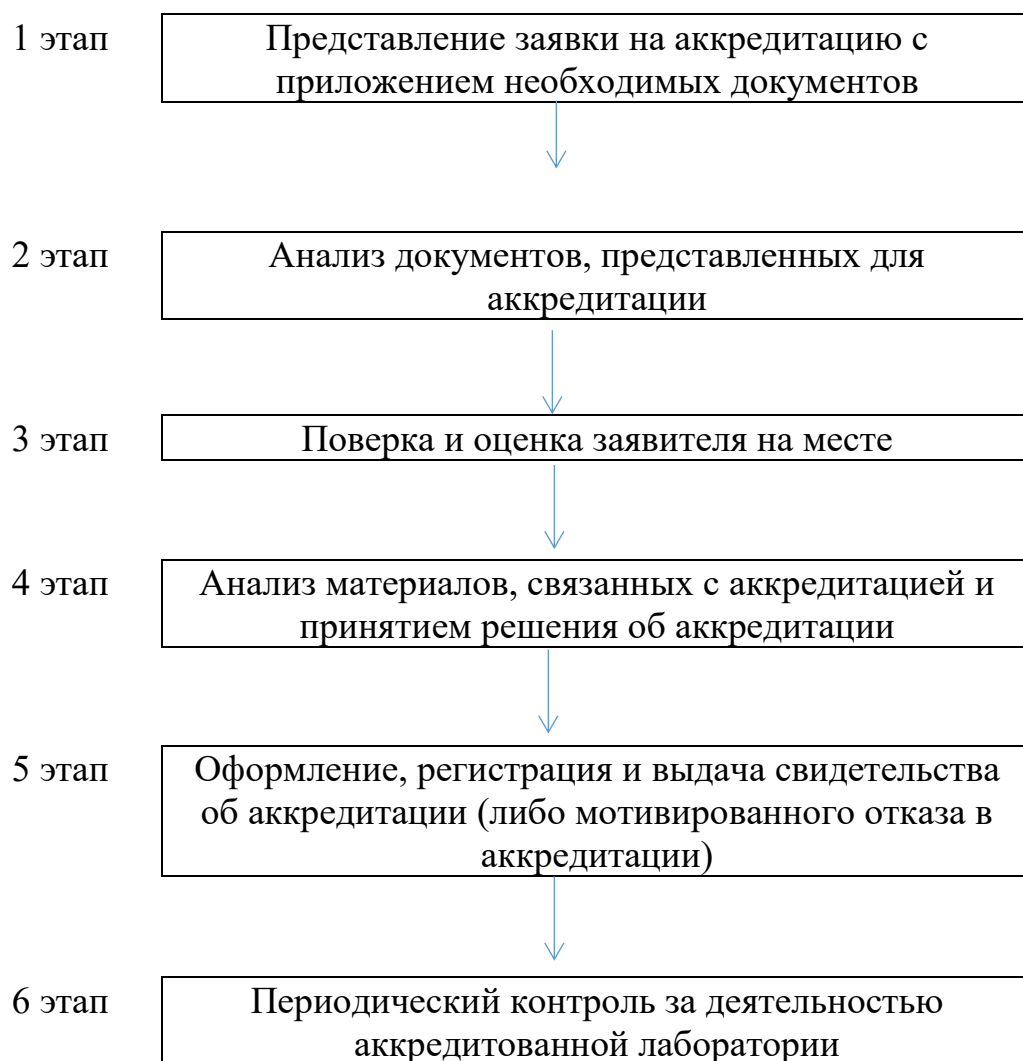 1 этап
Представление заявки на аккредитацию с
приложением необходимых документов
2 этап
Анализ документов, представленных для
аккредитации
3 этап
Поверка и оценка заявителя на месте
4 этап
Анализ материалов, связанных с аккредитацией и
принятием решения об аккредитации
5 этап
Оформление, регистрация и выдача свидетельства
об аккредитации (либо мотивированного отказа в
аккредитации)
6 этап
Периодический контроль за деятельностью
аккредитованной лаборатории